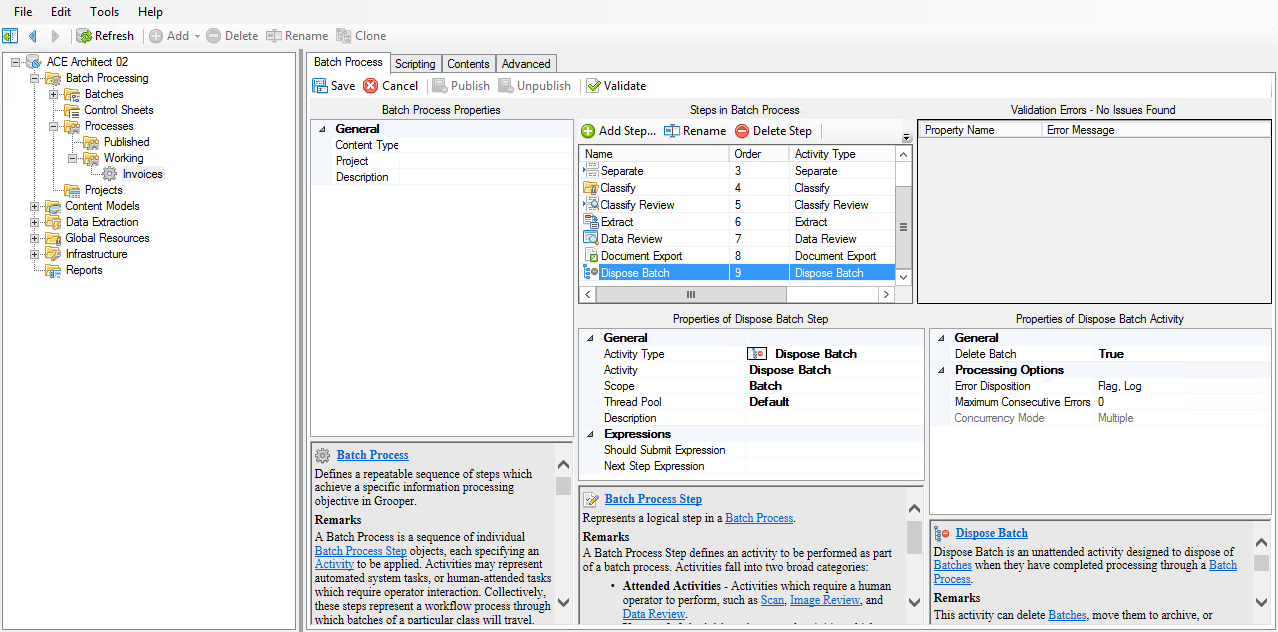 File Edit Tools Help
Refresh Add Delete Rename Clone
ACE Architect 02
Batch Processing
Batches
Control Sheets
Processes
Published
Working
Invoices
Projects
Content Models
Data Extraction
Global Resources
Infrastructure
Reports
Batch Process Scripting Contents Advanced
Save Cancel Publish Unpublish Validate
Batch Process Properties
General
Content Type
Project
Description
Batch Process
Defines a repeatable sequence of steps which
achieve a specific information processing
objective in Grooper.
Remarks
A Batch Process is a sequence of individual
Batch Process Step objects, each specifying an
Activity to be applied. Activities may represent
automated system tasks, or human-attended tasks
which require operator interaction. Collectively,
these steps represent a workflow process through
which batches of a particular class will travel.
Steps in Batch Process
Add Step... Rename Delete Step
Name Order Activity Type
Separate 3 Separate
Classify 4 Classify
Classify Review 5 Classify Review
Extract 6 Extract
Data Review 7 Data Review
Document Export 8 Document Export
Dispose Batch 9 Dispose Batch
Validation Errors - No Issues Found
Property Name Error Message
Properties of Dispose Batch Step
General
Activity Type Dispose Batch
Activity Dispose Batch
Scope Batch
Thread Pool Default
Description
Expressions
Should Submit Expression
Next Step Expression
Batch Process Step
Represents a logical step in a Batch Process.
Remarks
A Batch Process Step defines an activity to be performed as part
of a batch process. Activities fall into two broad categories:
• Attended Activities - Activities which require a human
operator to perform, such as Scan, Image Review, and
Data Review.
Properties of Dispose Batch Activity
General
Delete Batch True
Processing Options
Error Disposition Flag, Log
Maximum Consecutive Errors 0
Concurrency Mode Multiple
Dispose Batch
Dispose Batch is an unattended activity designed to dispose of
Batches when they have completed processing through a Batch
Process.
Remarks
This activity can delete Batches, move them to archive, or